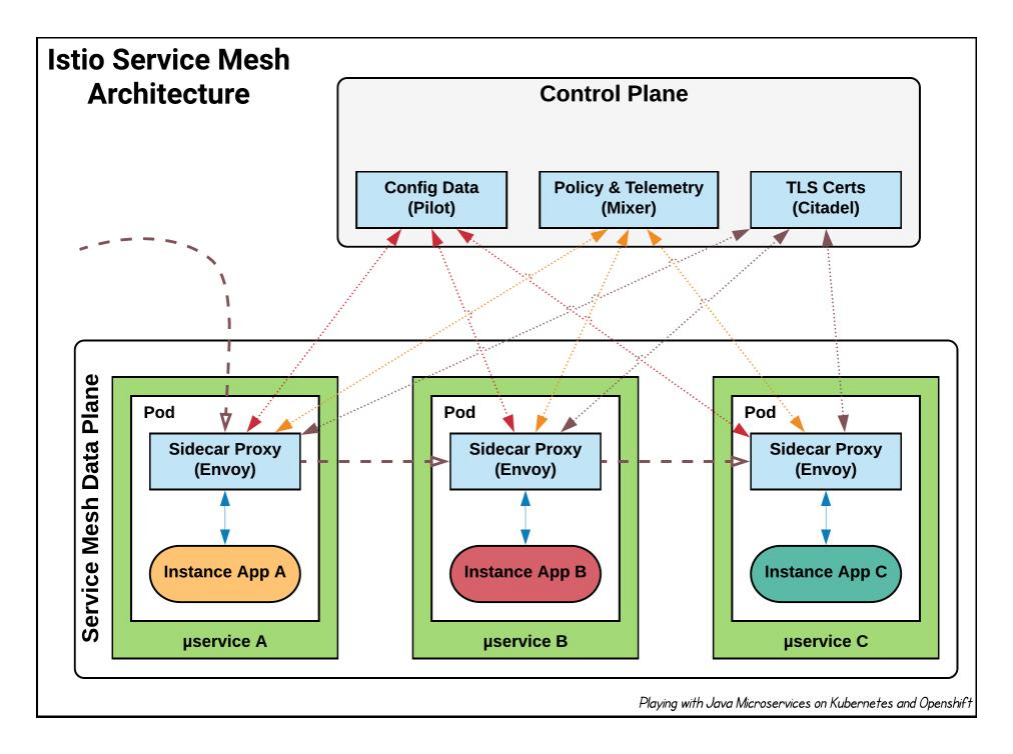 Istio Service Mesh
Architecture
Control Plane
Config Data
(Pilot)
Policy & Telemetry
(Mixer)
TLS Certs
(Citadel)
Service Mesh Data Plane
Pod
Sidecar Proxy
(Envoy)
Instance App A
µservice A
Pod
Sidecar Proxy
(Envoy)
Instance App B
µservice B
Pod
Sidecar Proxy
(Envoy)
Instance App C
µservice C
Playing with Java Microservices on Kubernetes and Openshift